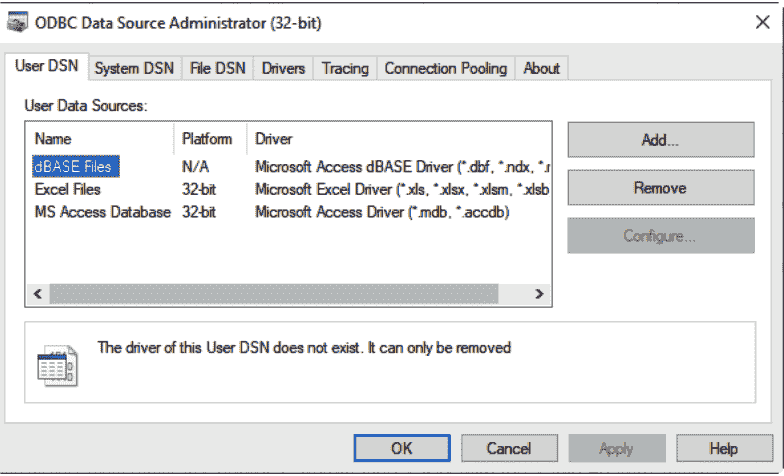 ODBC Data Source Administrator (32-bit)
User DSN System DSN File DSN Drivers Tracing Connection Pooling About
User Data Sources:
Name Platform Driver
dBASE Files N/A Microsoft Access dBASE Driver (*.dbf, *.ndx, *.r
Excel Files 32-bit Microsoft Excel Driver (*.xls, *.xlsx, *.xlsm, *.xlsb
MS Access Database 32-bit Microsoft Access Driver (*.mdb, *.accdb)
Add...
Remove
Configure...
The driver of this User DSN does not exist. It can only be removed
OK Cancel Apply Help